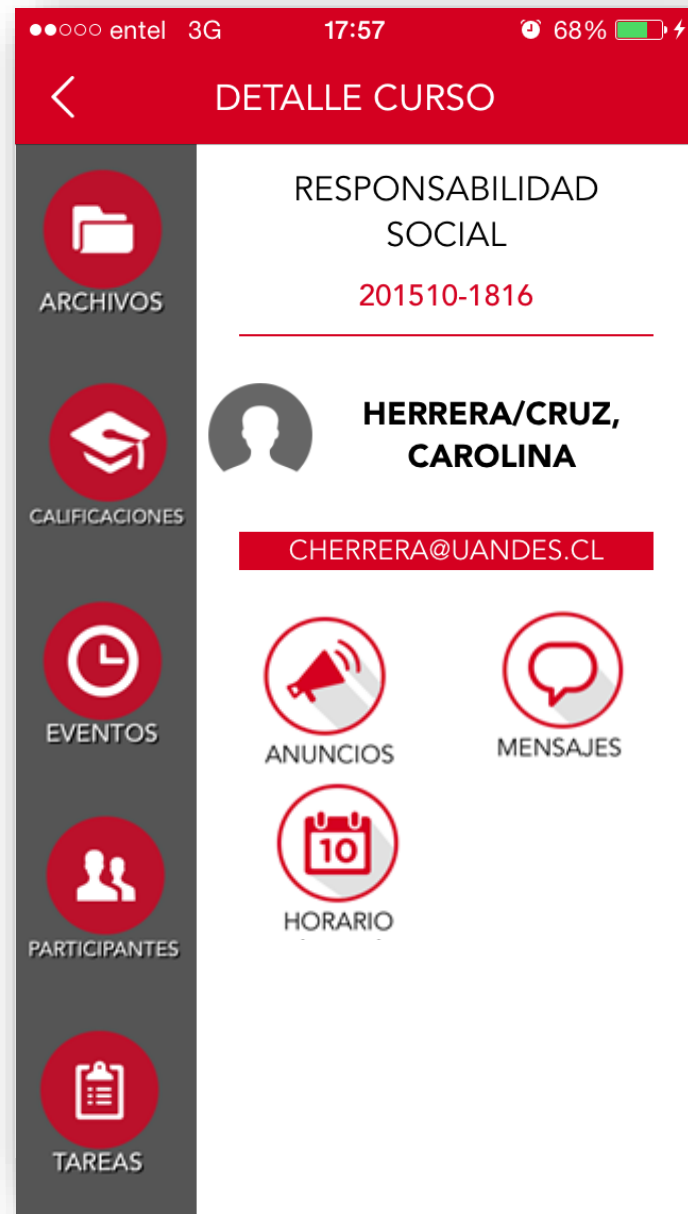 entel 3G 17:57 68%
DETALLE CURSO
ARCHIVOS
CALIFICACIONES
EVENTOS
PARTICIPANTES
TAREAS
RESPONSABILIDAD
SOCIAL
201510-1816
HERRERA/CRUZ,
CAROLINA
CHERRERA@UANDES.CL
ANUNCIOS
MENSAJES
10
HORARIO